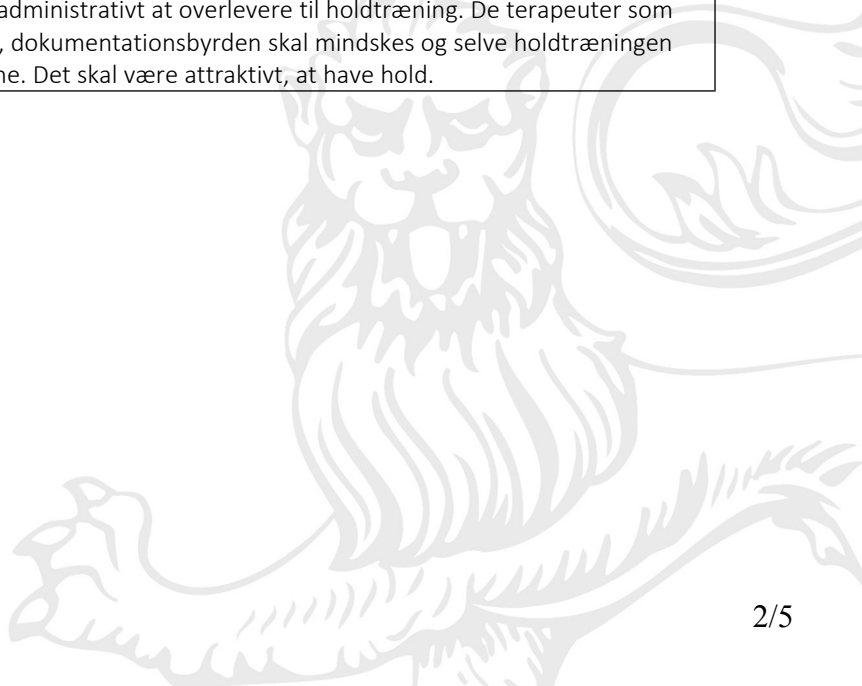 administrativt at overlevere til holdtræning. De terapeuter som
, dokumentationsbyrden skal mindskes og selve holdtræningen
ne. Det skal være attraktivt, at have hold.
2/5